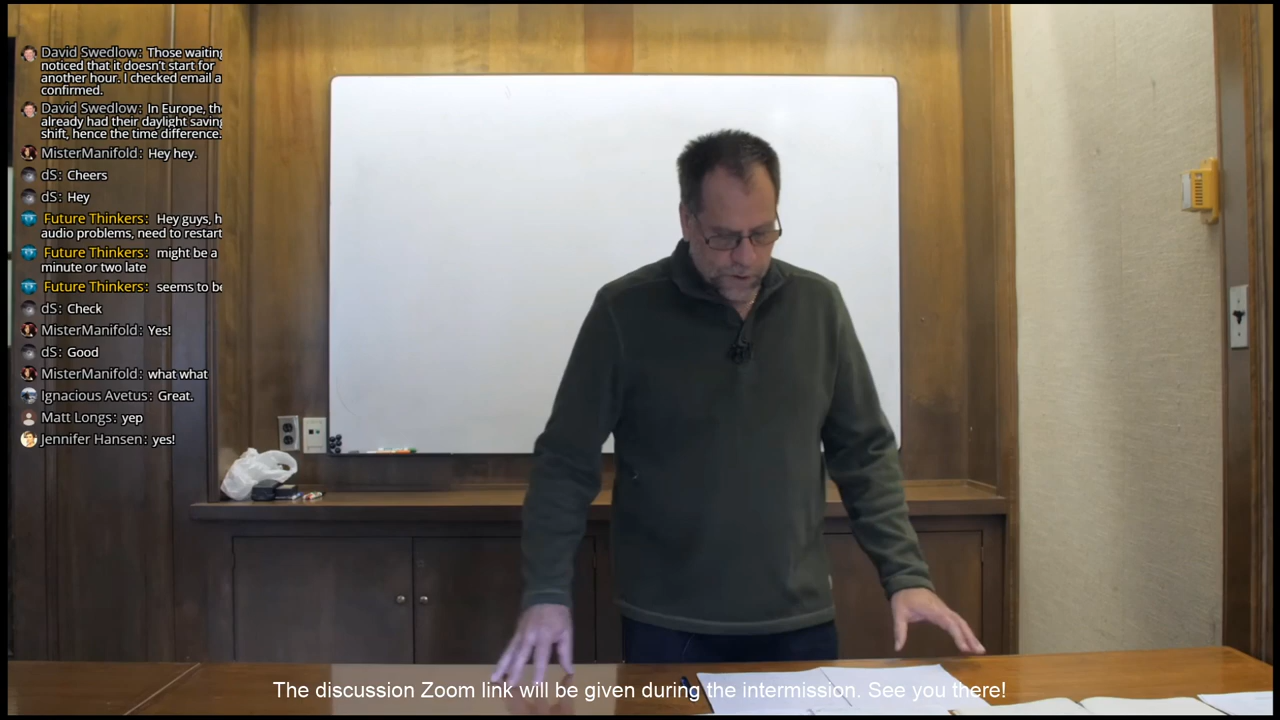 David Swedlow: Those waiting
noticed that it doesn't start for
another hour. I checked email a
confirmed.
David Swedlow: In Europe, th
already had their daylight saving
shift, hence the time difference.
MisterManifold: Hey hey.
dS: Cheers
dS: Hey
Future Thinkers: Hey guys, h
audio problems, need to restart
Future Thinkers: might be a
minute or two late
Future Thinkers: seems to be
dS: Check
MisterManifold: Yes!
dS: Good
MisterManifold: what what
Ignacious Avetus: Great.
Matt Longs: yep
Jennifer Hansen: yes!
The discussion Zoom link will be given during the intermission. See you there!